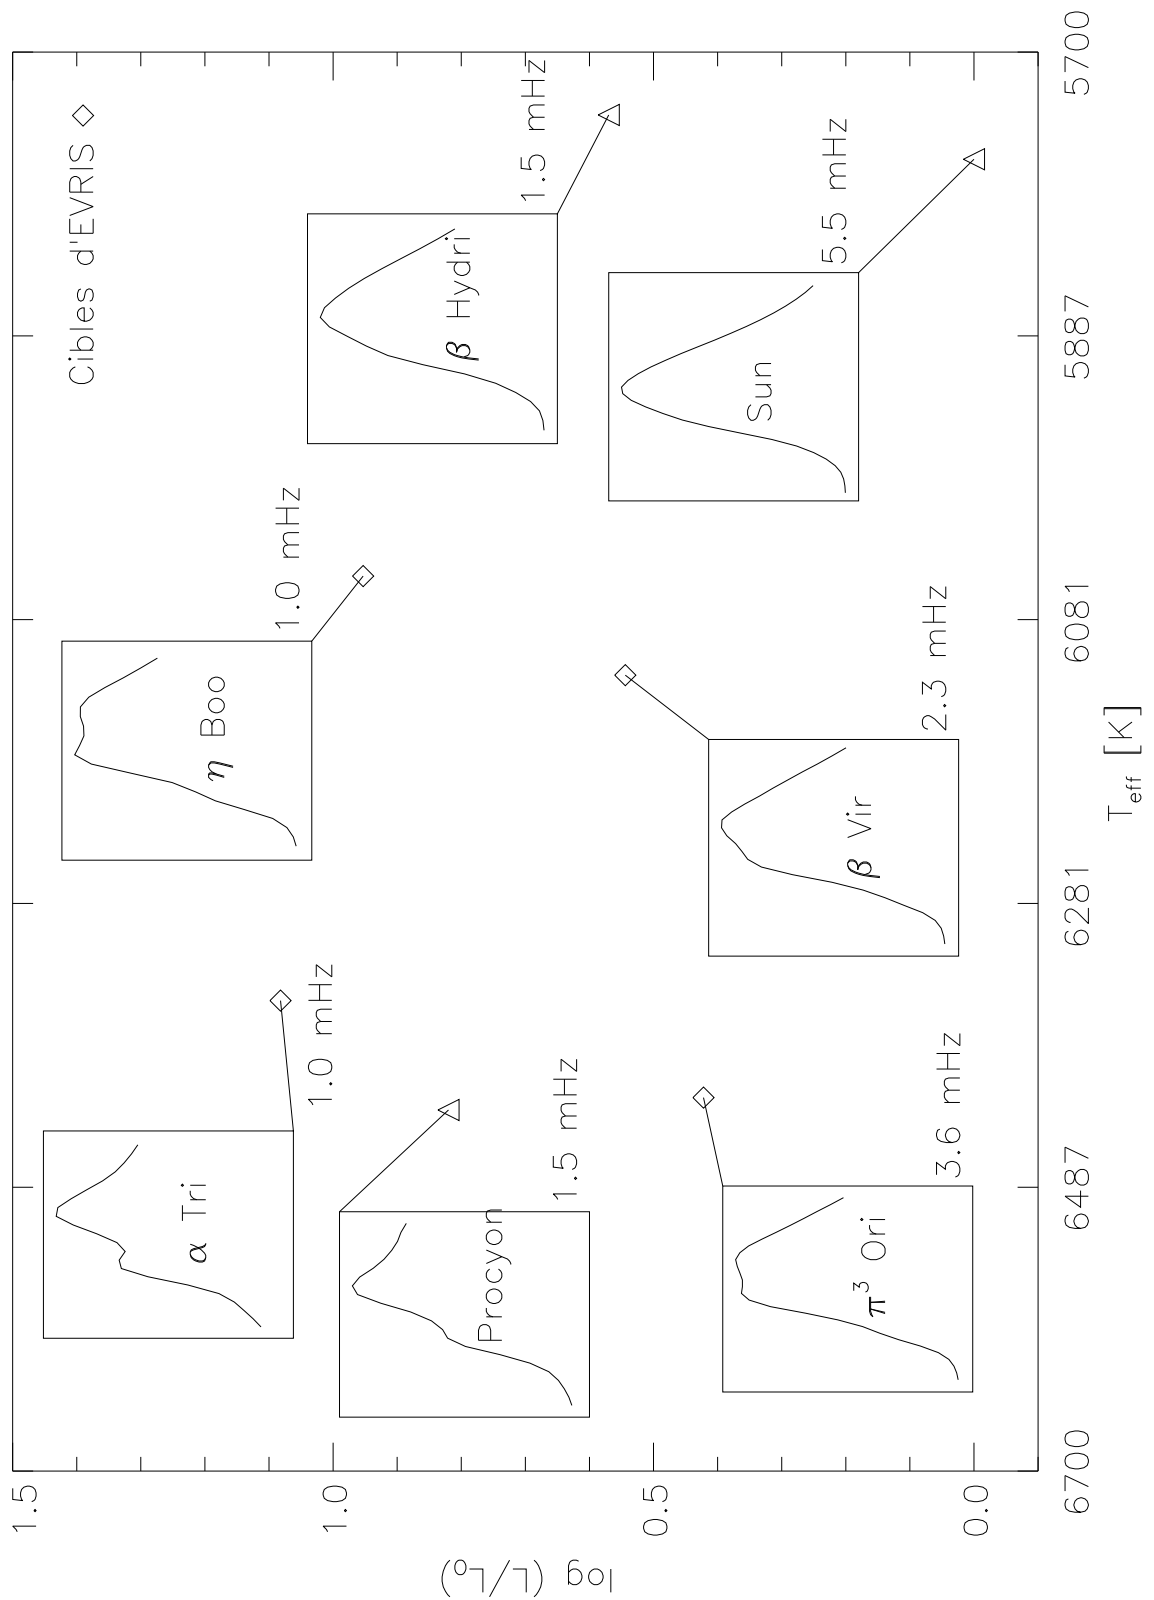 Cibles d'EVRIS
α Tri
1.0 mHz
η Boo
1.0 mHz
β Hydri
1.5 mHz
Procyon
1.5 mHz
Sun
5.5 mHz
π³ Ori
3.6 mHz
β Vir
2.3 mHz
1.5
1.0
0.5
0.0
log (L/L₀)
6700
6487
6281
6081
5887
5700
T_eff [K]